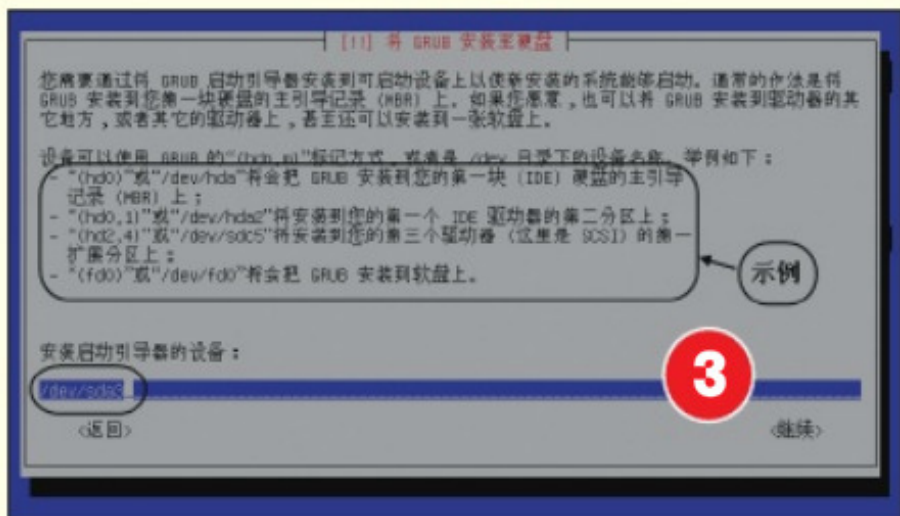 [!!] 将 GRUB 安装至硬盘
您需要通过将 GRUB 启动引导器安装到可启动设备上以使新安装的系统能够启动。通常的作法是将
GRUB 安装到您第一块硬盘的主引导记录 (MBR) 上。如果您愿意，也可以将 GRUB 安装到驱动器的其
它地方，或者其它的驱动器上，甚至还可以安装到一张软盘上。
设备可以使用 GRUB 的“(hdn,m)”标记方式，或者是 /dev 目录下的设备名称。举例如下：
- “(hd0)”或“/dev/hda”将会把 GRUB 安装到您的第一块 (IDE) 硬盘的主引导
记录 (MBR) 上；
- “(hd0,1)”或“/dev/hda2”将安装到您的第一个 IDE 驱动器的第二分区上；
- “(hd2,4)”或“/dev/sdc5”将安装到您的第三个驱动器 (这里是 SCSI) 的第一
扩展分区上；
- “(fd0)”或“/dev/fd0”将会把 GRUB 安装到软盘上。
示例
安装启动引导器的设备：
3
/dev/sda3
<返回> <继续>